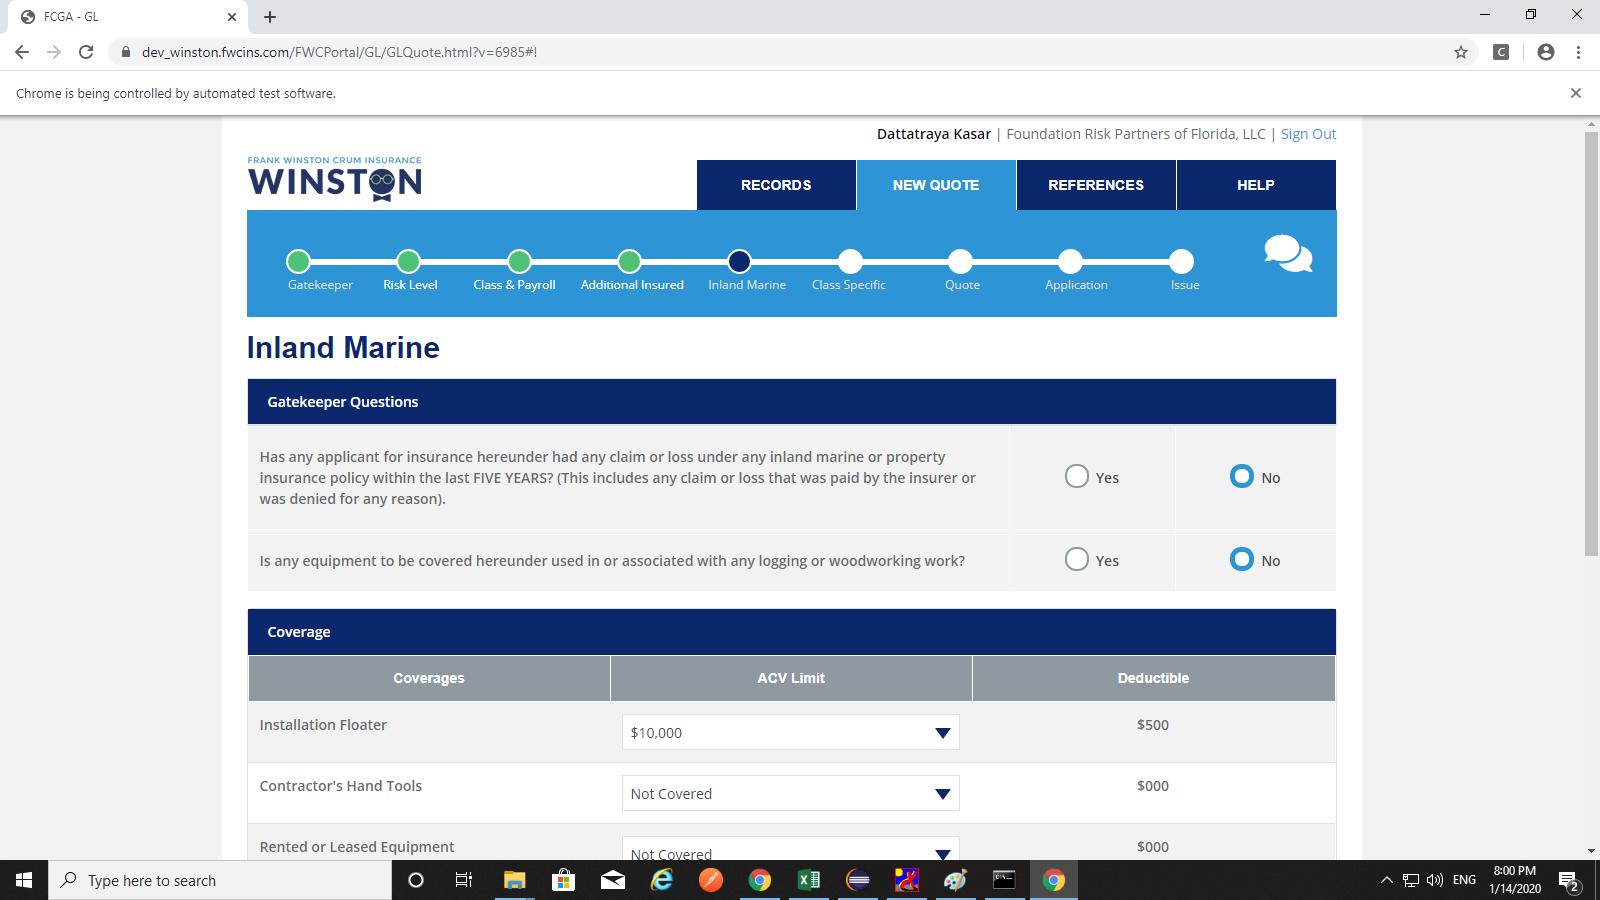 FCGA - GL
dev_winston.fwcins.com/FWCPortal/GL/GLQuote.html?v=6985#!
C
Chrome is being controlled by automated test software.
Dattatraya Kasar | Foundation Risk Partners of Florida, LLC | Sign Out
FRANK WINSTON CRUM INSURANCE
WINSTON
RECORDS
NEW QUOTE
REFERENCES
HELP
Gatekeeper
Risk Level
Class & Payroll
Additional Insured
Inland Marine
Class Specific
Quote
Application
Issue
Inland Marine
Gatekeeper Questions
Has any applicant for insurance hereunder had any claim or loss under any inland marine or property
insurance policy within the last FIVE YEARS? (This includes any claim or loss that was paid by the insurer or
was denied for any reason).
Yes
No
Is any equipment to be covered hereunder used in or associated with any logging or woodworking work?
Yes
No
Coverage
Coverages
ACV Limit
Deductible
Installation Floater
$10,000
$500
Contractor's Hand Tools
Not Covered
$000
Rented or Leased Equipment
Not Covered
$000
Type here to search
ENG
8:00 PM
1/14/2020
2